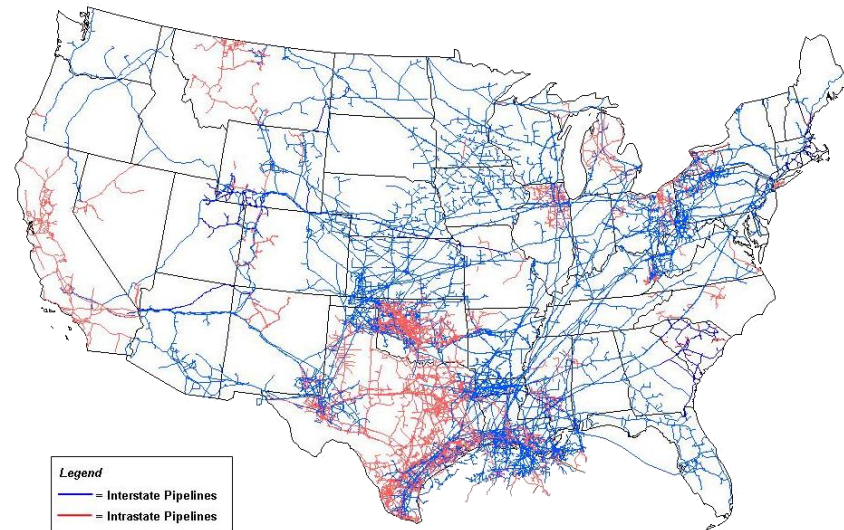 Legend
= Interstate Pipelines
= Intrastate Pipelines